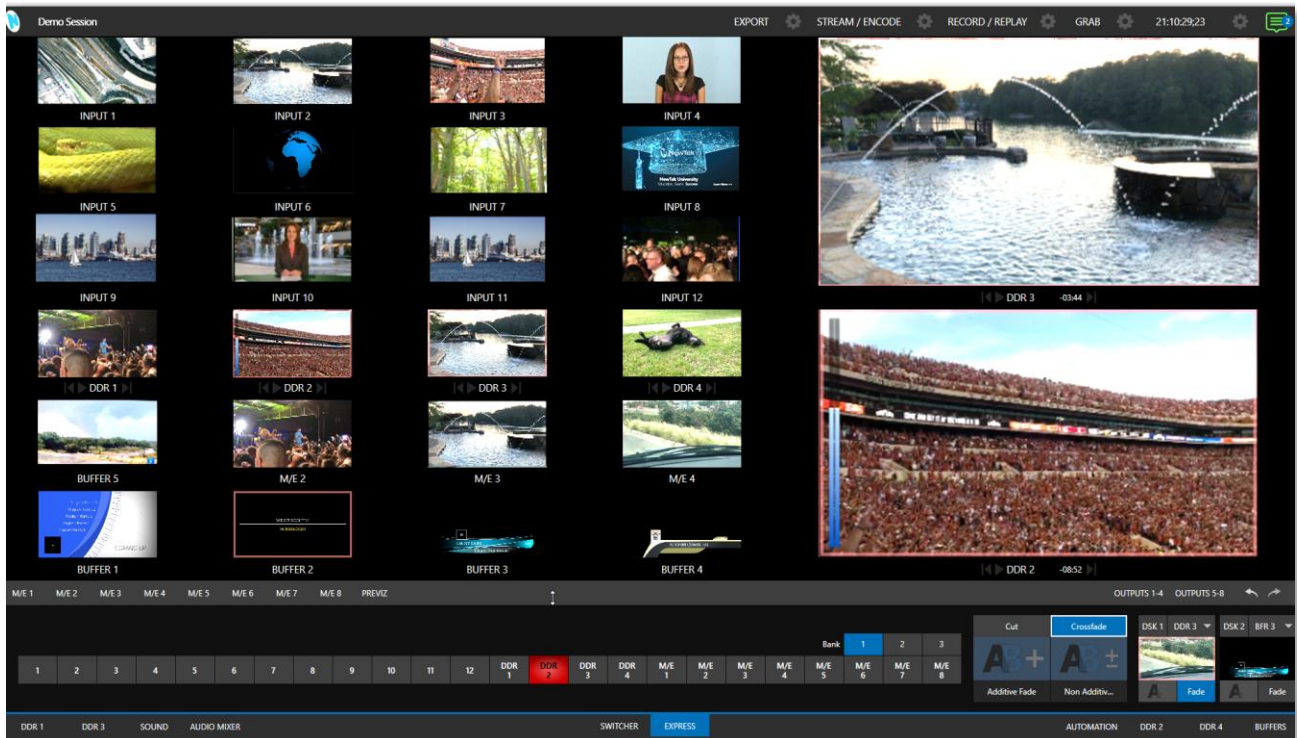 Demo Session EXPORT STREAM / ENCODE RECORD / REPLAY GRAB 21:10:29;23 2
INPUT 1 INPUT 2 INPUT 3 INPUT 4
NewTek
NewTek University
INPUT 5 INPUT 6 INPUT 7 INPUT 8
INPUT 9 INPUT 10 INPUT 11 INPUT 12
DDR 3 -03:44
DDR 1 DDR 2 DDR 3 DDR 4
BUFFER 5 M/E 2 M/E 3 M/E 4
COMING UP
BUFFER 1 BUFFER 2 BUFFER 3 BUFFER 4
DDR 2 -08:52
M/E 1 M/E 2 M/E 3 M/E 4 M/E 5 M/E 6 M/E 7 M/E 8 PREVIZ OUTPUTS 1-4 OUTPUTS 5-8
Cut Crossfade DSK 1 DDR 3 DSK 2 BFR 3
Bank 1 2 3
1 2 3 4 5 6 7 8 9 10 11 12 DDR 1 DDR 2 DDR 3 DDR 4 M/E 1 M/E 2 M/E 3 M/E 4 M/E 5 M/E 6 M/E 7 M/E 8
Additive Fade Non Additiv... Fade Fade
DDR 1 DDR 3 SOUND AUDIO MIXER SWITCHER EXPRESS AUTOMATION DDR 2 DDR 4 BUFFERS